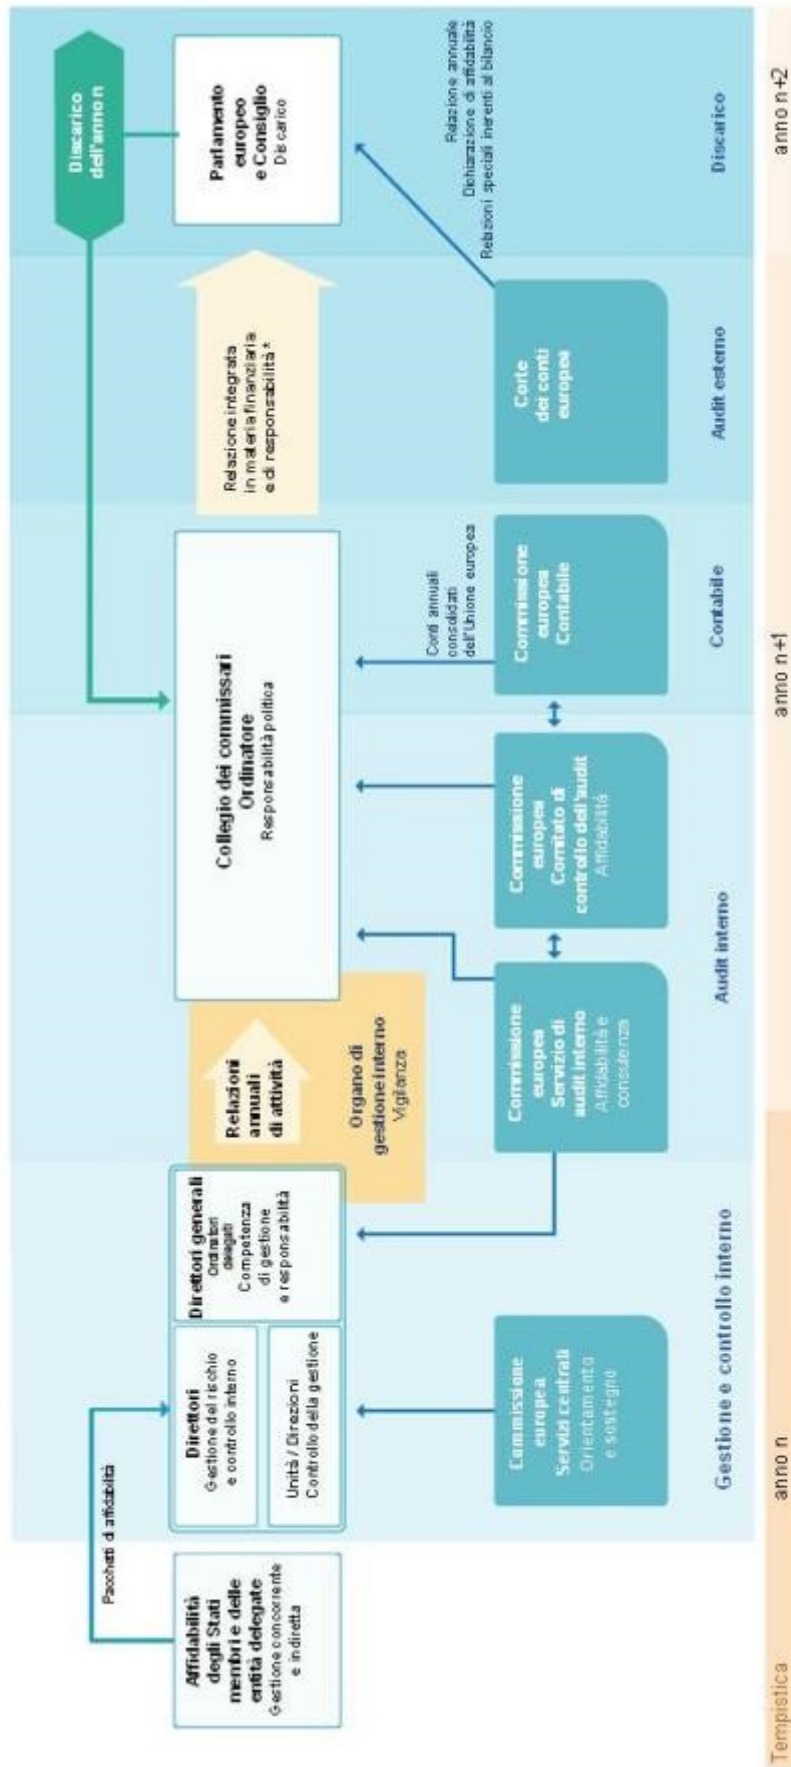 Affidabilità
degli Stati
membri e delle
entità delegate
Gestione concorrente
e indiretta
Pacchetti di affidabilità
Direttori
Gestione del rischio
e controllo interno
Unità / Direzioni
Controllo della gestione
Direttori generali
Ordinatori
delegati
Competenza
di gestione
e responsabilità
Relazioni
annuali
di attività
Organo di
gestione interno
Vigilanza
Collegio dei commissari
Ordinatore
Responsabilità politica
Relazione integrata
in materia finanziaria
e di responsabilità *
Parlamento
europeo
e Consiglio
Discarico
Discarico
dell'anno n
Commissione
europea
Servizi centrali
Orientamento
e sostegno
Commissione
europea
Servizio di
audit interno
Affidabilità e
consulenza
Commissione
europea
Comitato di
controllo dell'audit
Affidabilità
Conti annuali
consolidati
dell'Unione europea
Commissione
europea
Contabile
Corte
dei conti
europea
Relazione annuale
Dichiarazione di affidabilità
Relazioni speciali inerenti al bilancio
Gestione e controllo interno
Audit interno
Contabile
Audit esterno
Discarico
Tempistica
anno n
anno n+1
anno n+2